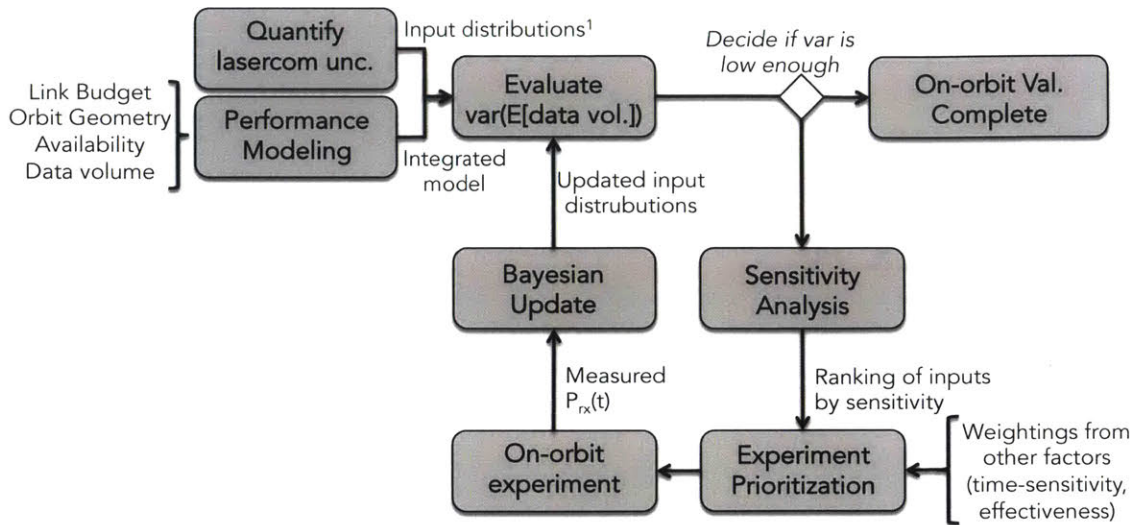 Quantify
lasercom unc.
Input distributions¹
Link Budget
Orbit Geometry
Availability
Data volume
Performance
Modeling
Integrated
model
Evaluate
var(E[data vol.])
Decide if var is
low enough
On-orbit Val.
Complete
Updated input
distrubutions
Bayesian
Update
Sensitivity
Analysis
Measured
Pᵣₓ(t)
Ranking of inputs
by sensitivity
On-orbit
experiment
Experiment
Prioritization
Weightings from
other factors
(time-sensitivity,
effectiveness)